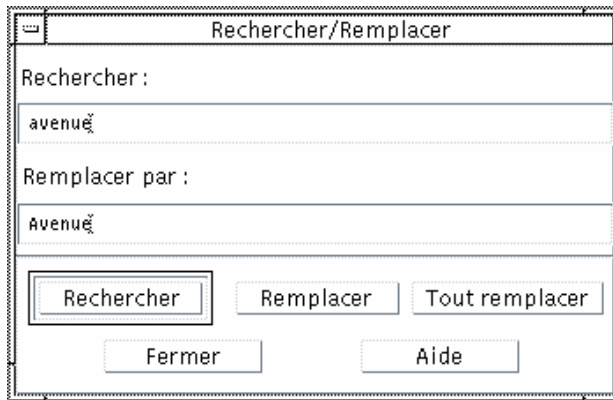 Rechercher/Remplacer
Rechercher :
avenue
Remplacer par :
Avenue
Rechercher Remplacer Tout remplacer
Fermer Aide